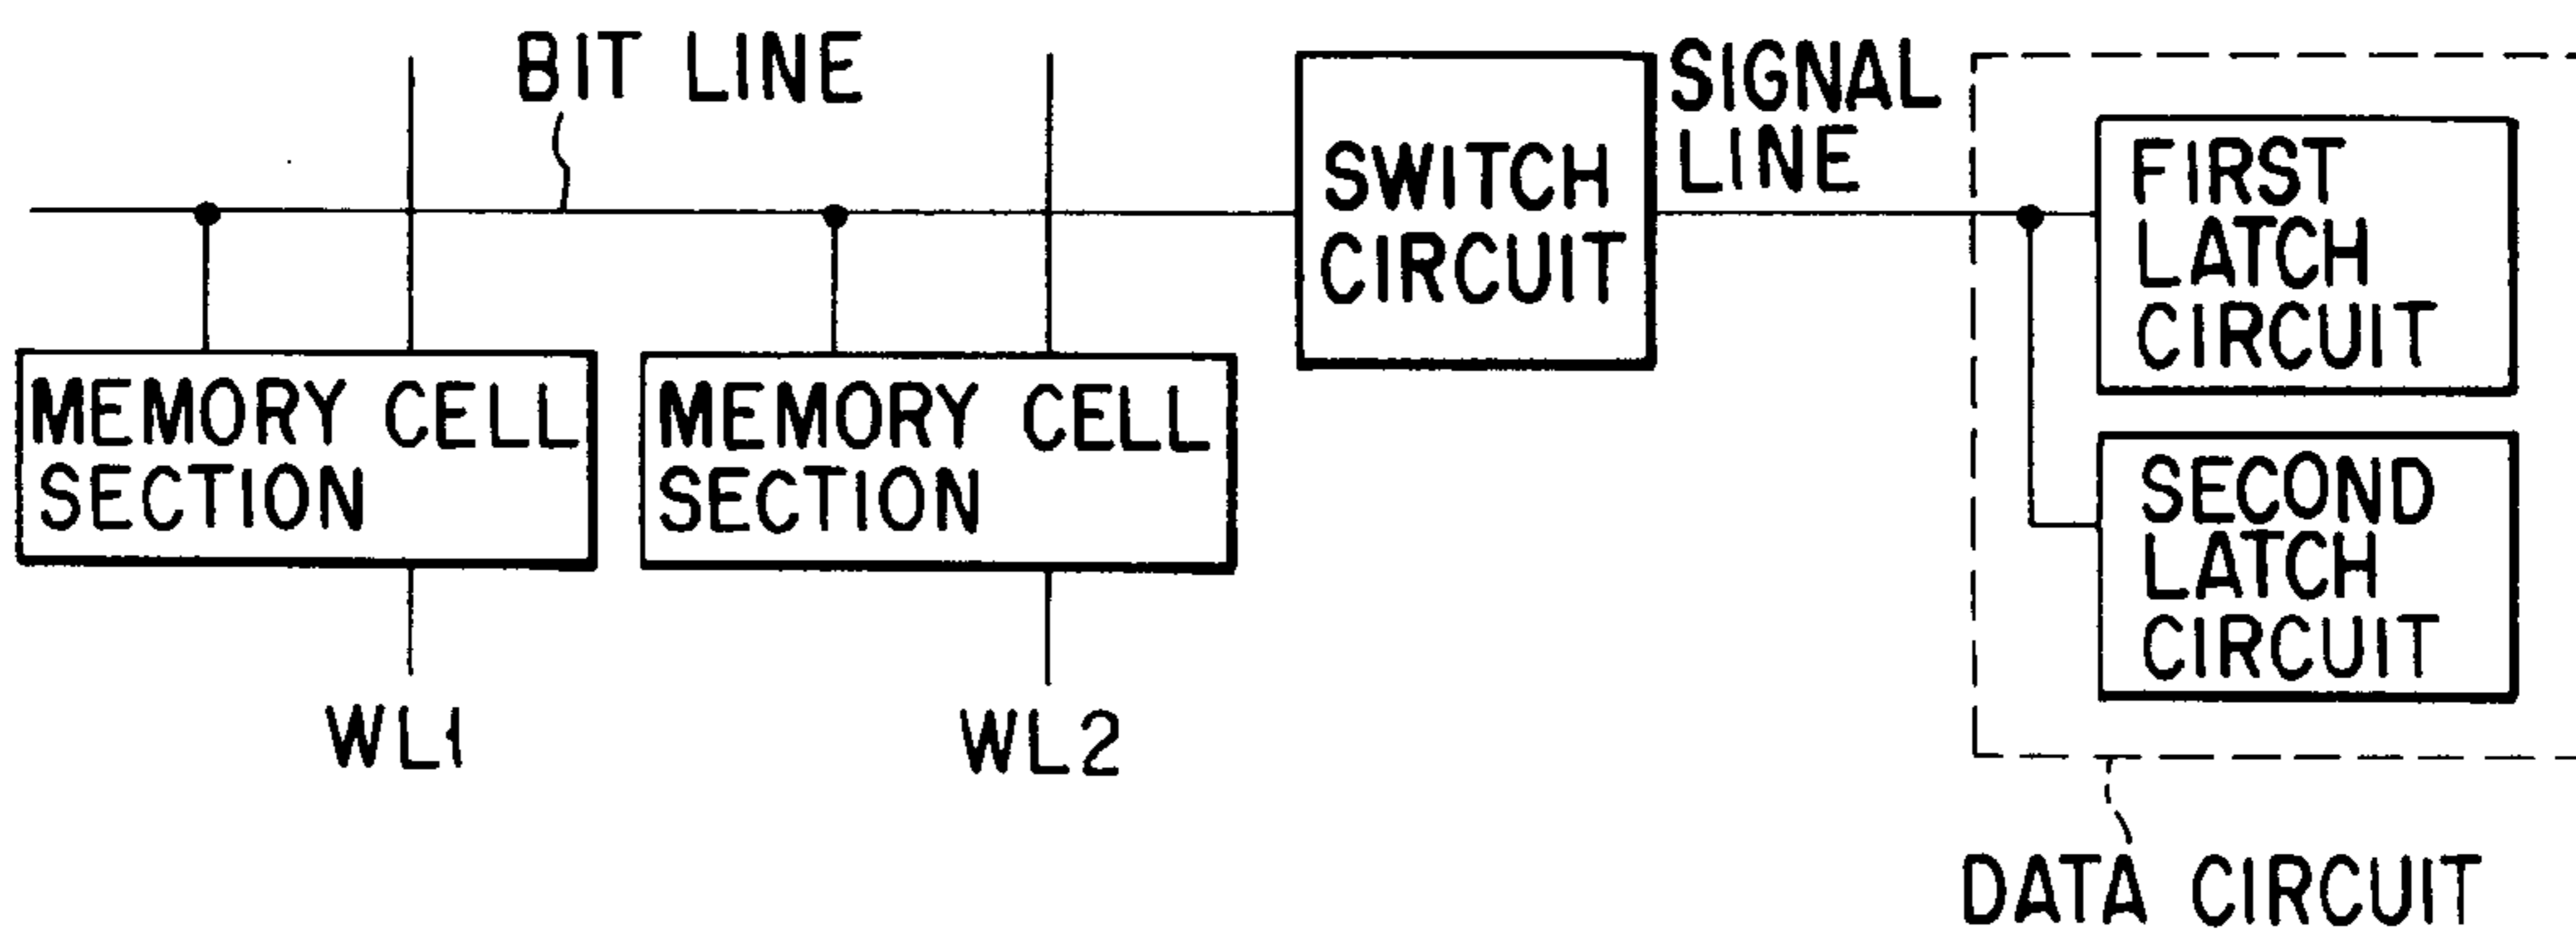 BIT LINE
SWITCH
CIRCUIT
SIGNAL
LINE
FIRST
LATCH
CIRCUIT
MEMORY CELL
SECTION
MEMORY CELL
SECTION
SECOND
LATCH
CIRCUIT
WL1
WL2
DATA CIRCUIT